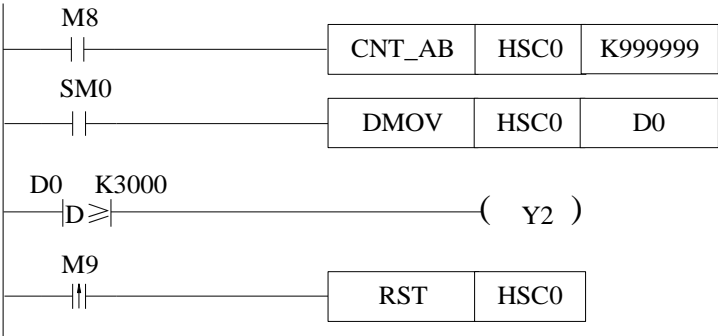 M8
CNT_AB HSC0 K999999
SM0
DMOV HSC0 D0
D0 K3000
D≥ ( Y2 )
M9
RST HSC0